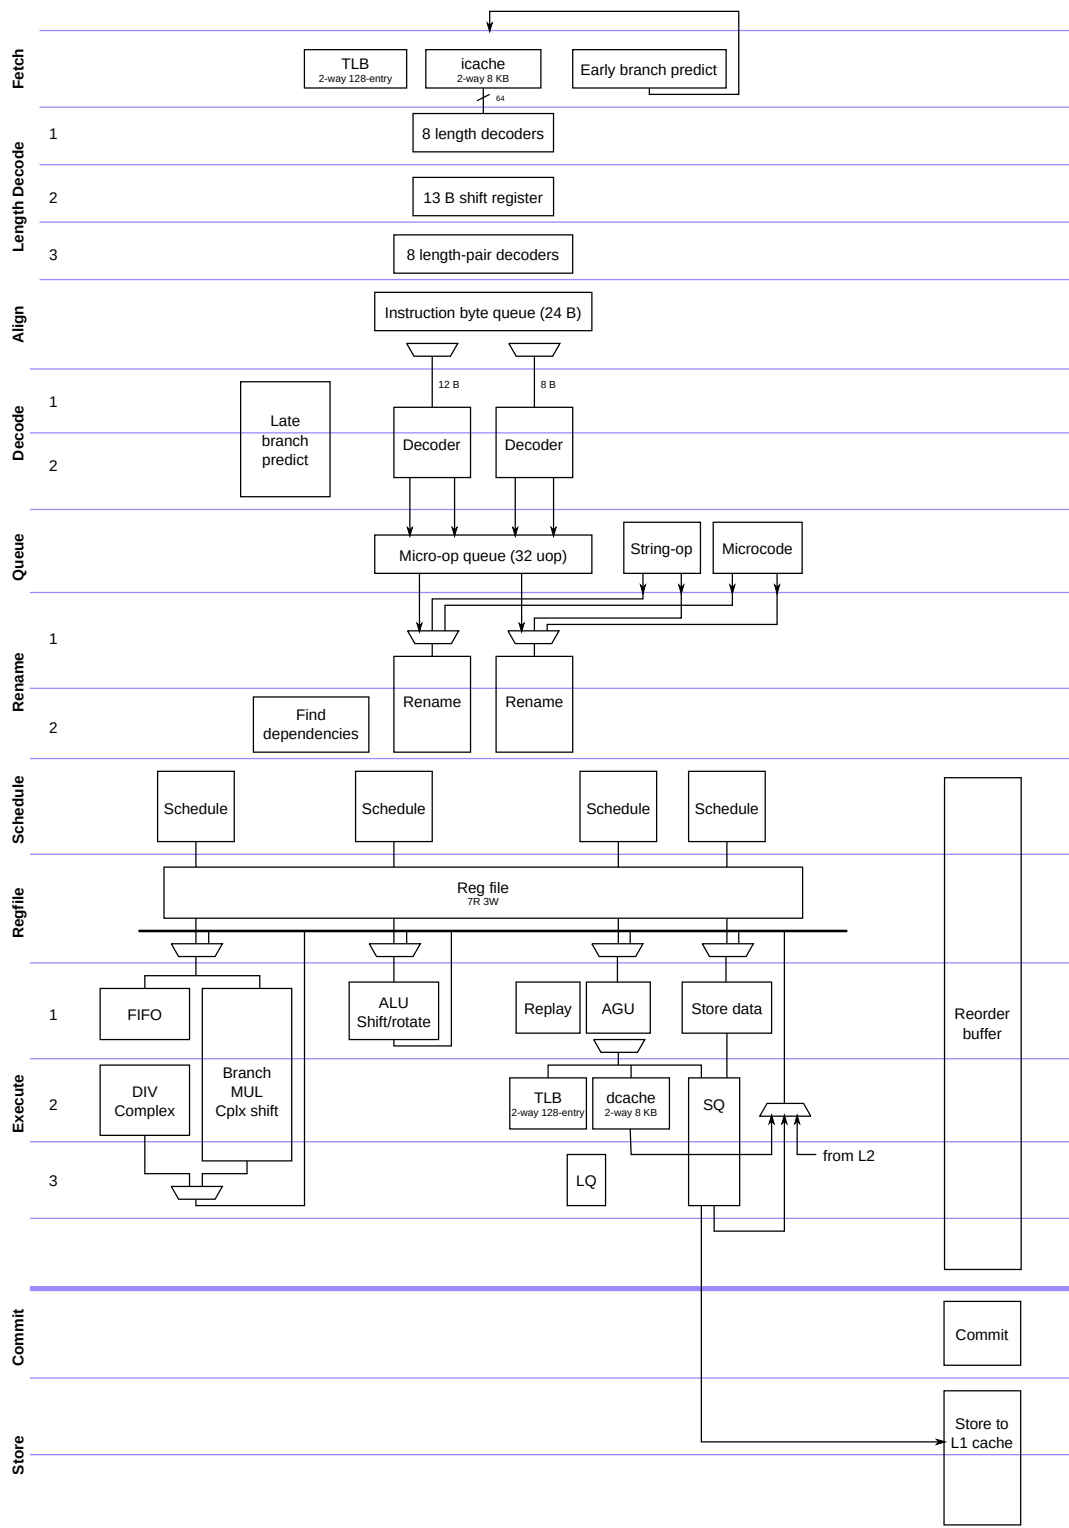 Fetch
TLB
2-way 128-entry
icache
2-way 8 KB
Early branch predict
64
Length Decode
1
8 length decoders
2
13 B shift register
3
8 length-pair decoders
Align
Instruction byte queue (24 B)
Decode
1
12 B
8 B
Late
branch
predict
Decoder
Decoder
2
Queue
Micro-op queue (32 uop)
String-op
Microcode
Rename
1
Rename
Rename
2
Find
dependencies
Schedule
Schedule
Schedule
Schedule
Schedule
Regfile
Reg file
7R 3W
Execute
1
FIFO
ALU
Shift/rotate
Replay
AGU
Store data
Reorder
buffer
2
DIV
Complex
Branch
MUL
Cplx shift
TLB
2-way 128-entry
dcache
2-way 8 KB
SQ
from L2
3
LQ
Commit
Commit
Store
Store to
L1 cache